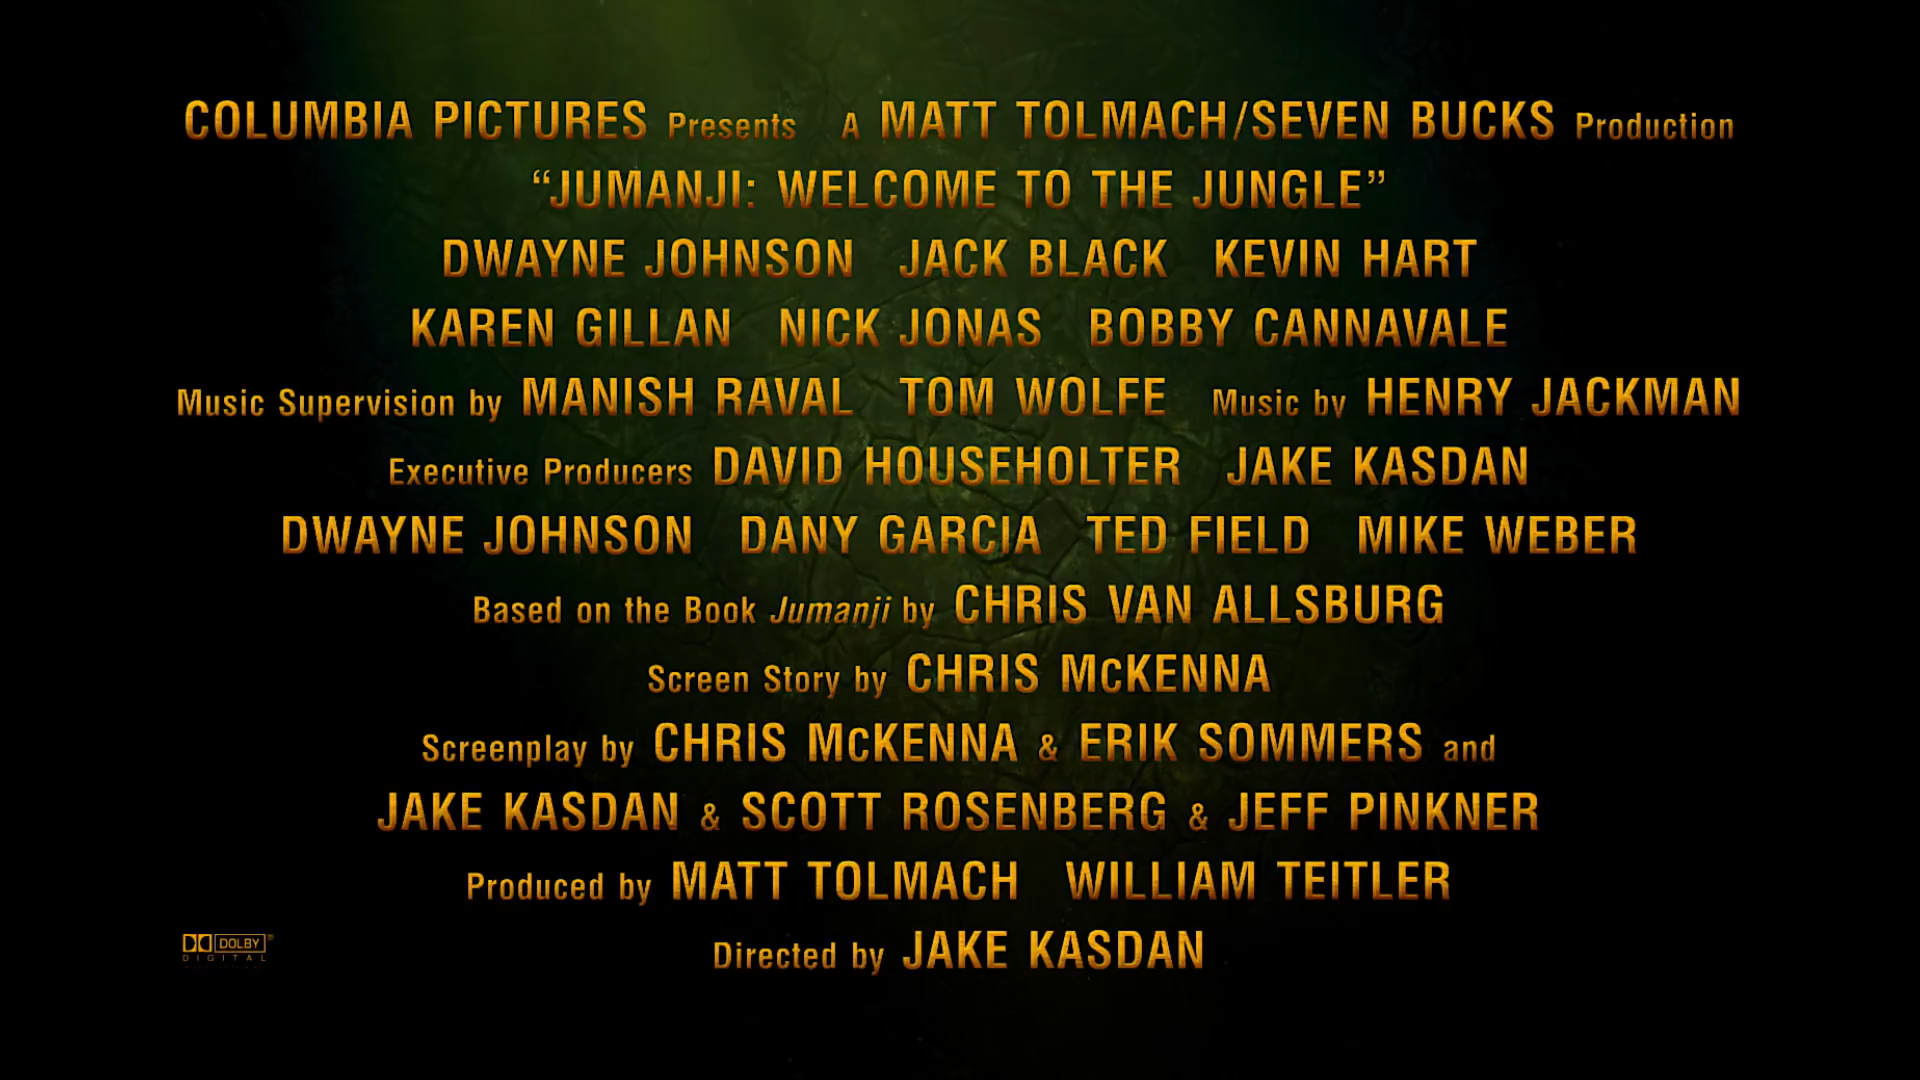 COLUMBIA PICTURES Presents A MATT TOLMACH/SEVEN BUCKS Production
“JUMANJI: WELCOME TO THE JUNGLE”
DWAYNE JOHNSON JACK BLACK KEVIN HART
KAREN GILLAN NICK JONAS BOBBY CANNAVALE
Music Supervision by MANISH RAVAL TOM WOLFE Music by HENRY JACKMAN
Executive Producers DAVID HOUSEHOLTER JAKE KASDAN
DWAYNE JOHNSON DANY GARCIA TED FIELD MIKE WEBER
Based on the Book Jumanji by CHRIS VAN ALLSBURG
Screen Story by CHRIS McKENNA
Screenplay by CHRIS McKENNA & ERIK SOMMERS and
JAKE KASDAN & SCOTT ROSENBERG & JEFF PINKNER
Produced by MATT TOLMACH WILLIAM TEITLER
Directed by JAKE KASDAN
DOLBY®
DIGITAL